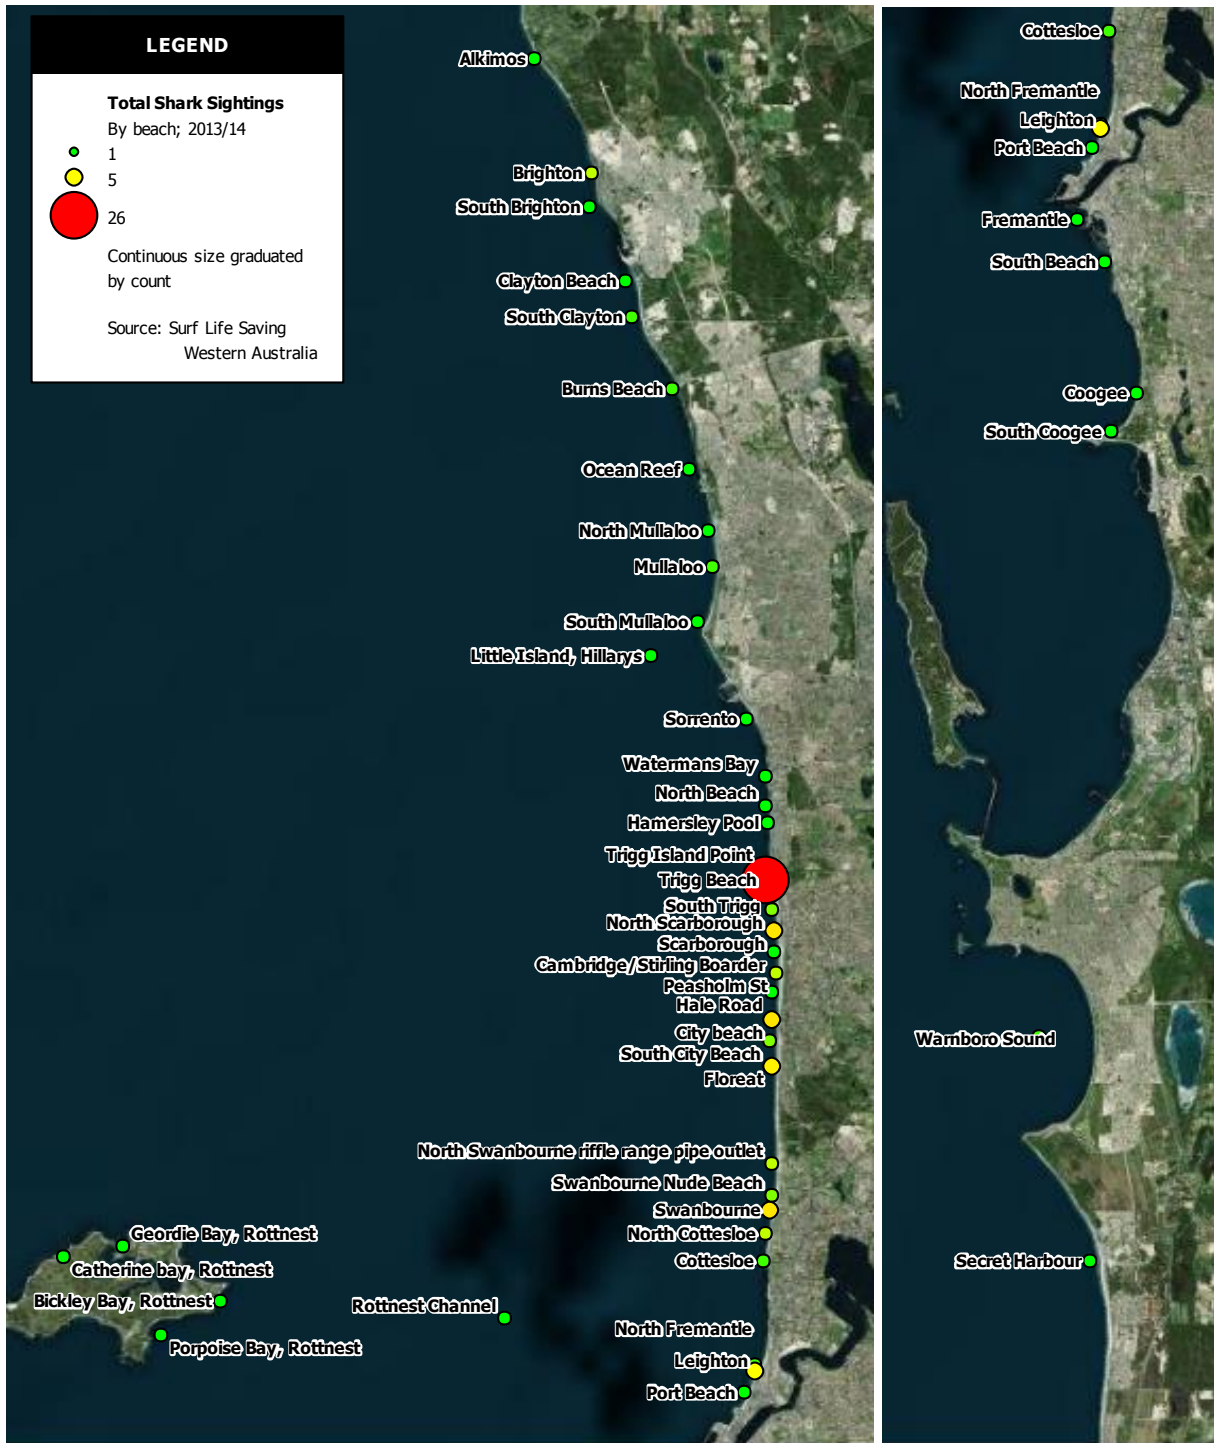 LEGEND
Total Shark Sightings
By beach; 2013/14
1
5
26
Continuous size graduated
by count
Source: Surf Life Saving
Western Australia
Alkimos
Brighton
South Brighton
Clayton Beach
South Clayton
Burns Beach
Ocean Reef
North Mullaloo
Mullaloo
South Mullaloo
Little Island, Hillarys
Sorrento
Watermans Bay
North Beach
Hamersley Pool
Trigg Island Point
Trigg Beach
South Trigg
North Scarborough
Scarborough
Cambridge/Stirling Boarder
Peasholm St
Hale Road
City beach
South City Beach
Floreat
North Swanbourne riffle range pipe outlet
Swanbourne Nude Beach
Swanbourne
North Cottesloe
Cottesloe
Geordie Bay, Rottnest
Catherine bay, Rottnest
Bickley Bay, Rottnest
Porpoise Bay, Rottnest
Rottnest Channel
North Fremantle
Leighton
Port Beach
Cottesloe
North Fremantle
Leighton
Port Beach
Fremantle
South Beach
Coogee
South Coogee
Warnboro Sound
Secret Harbour